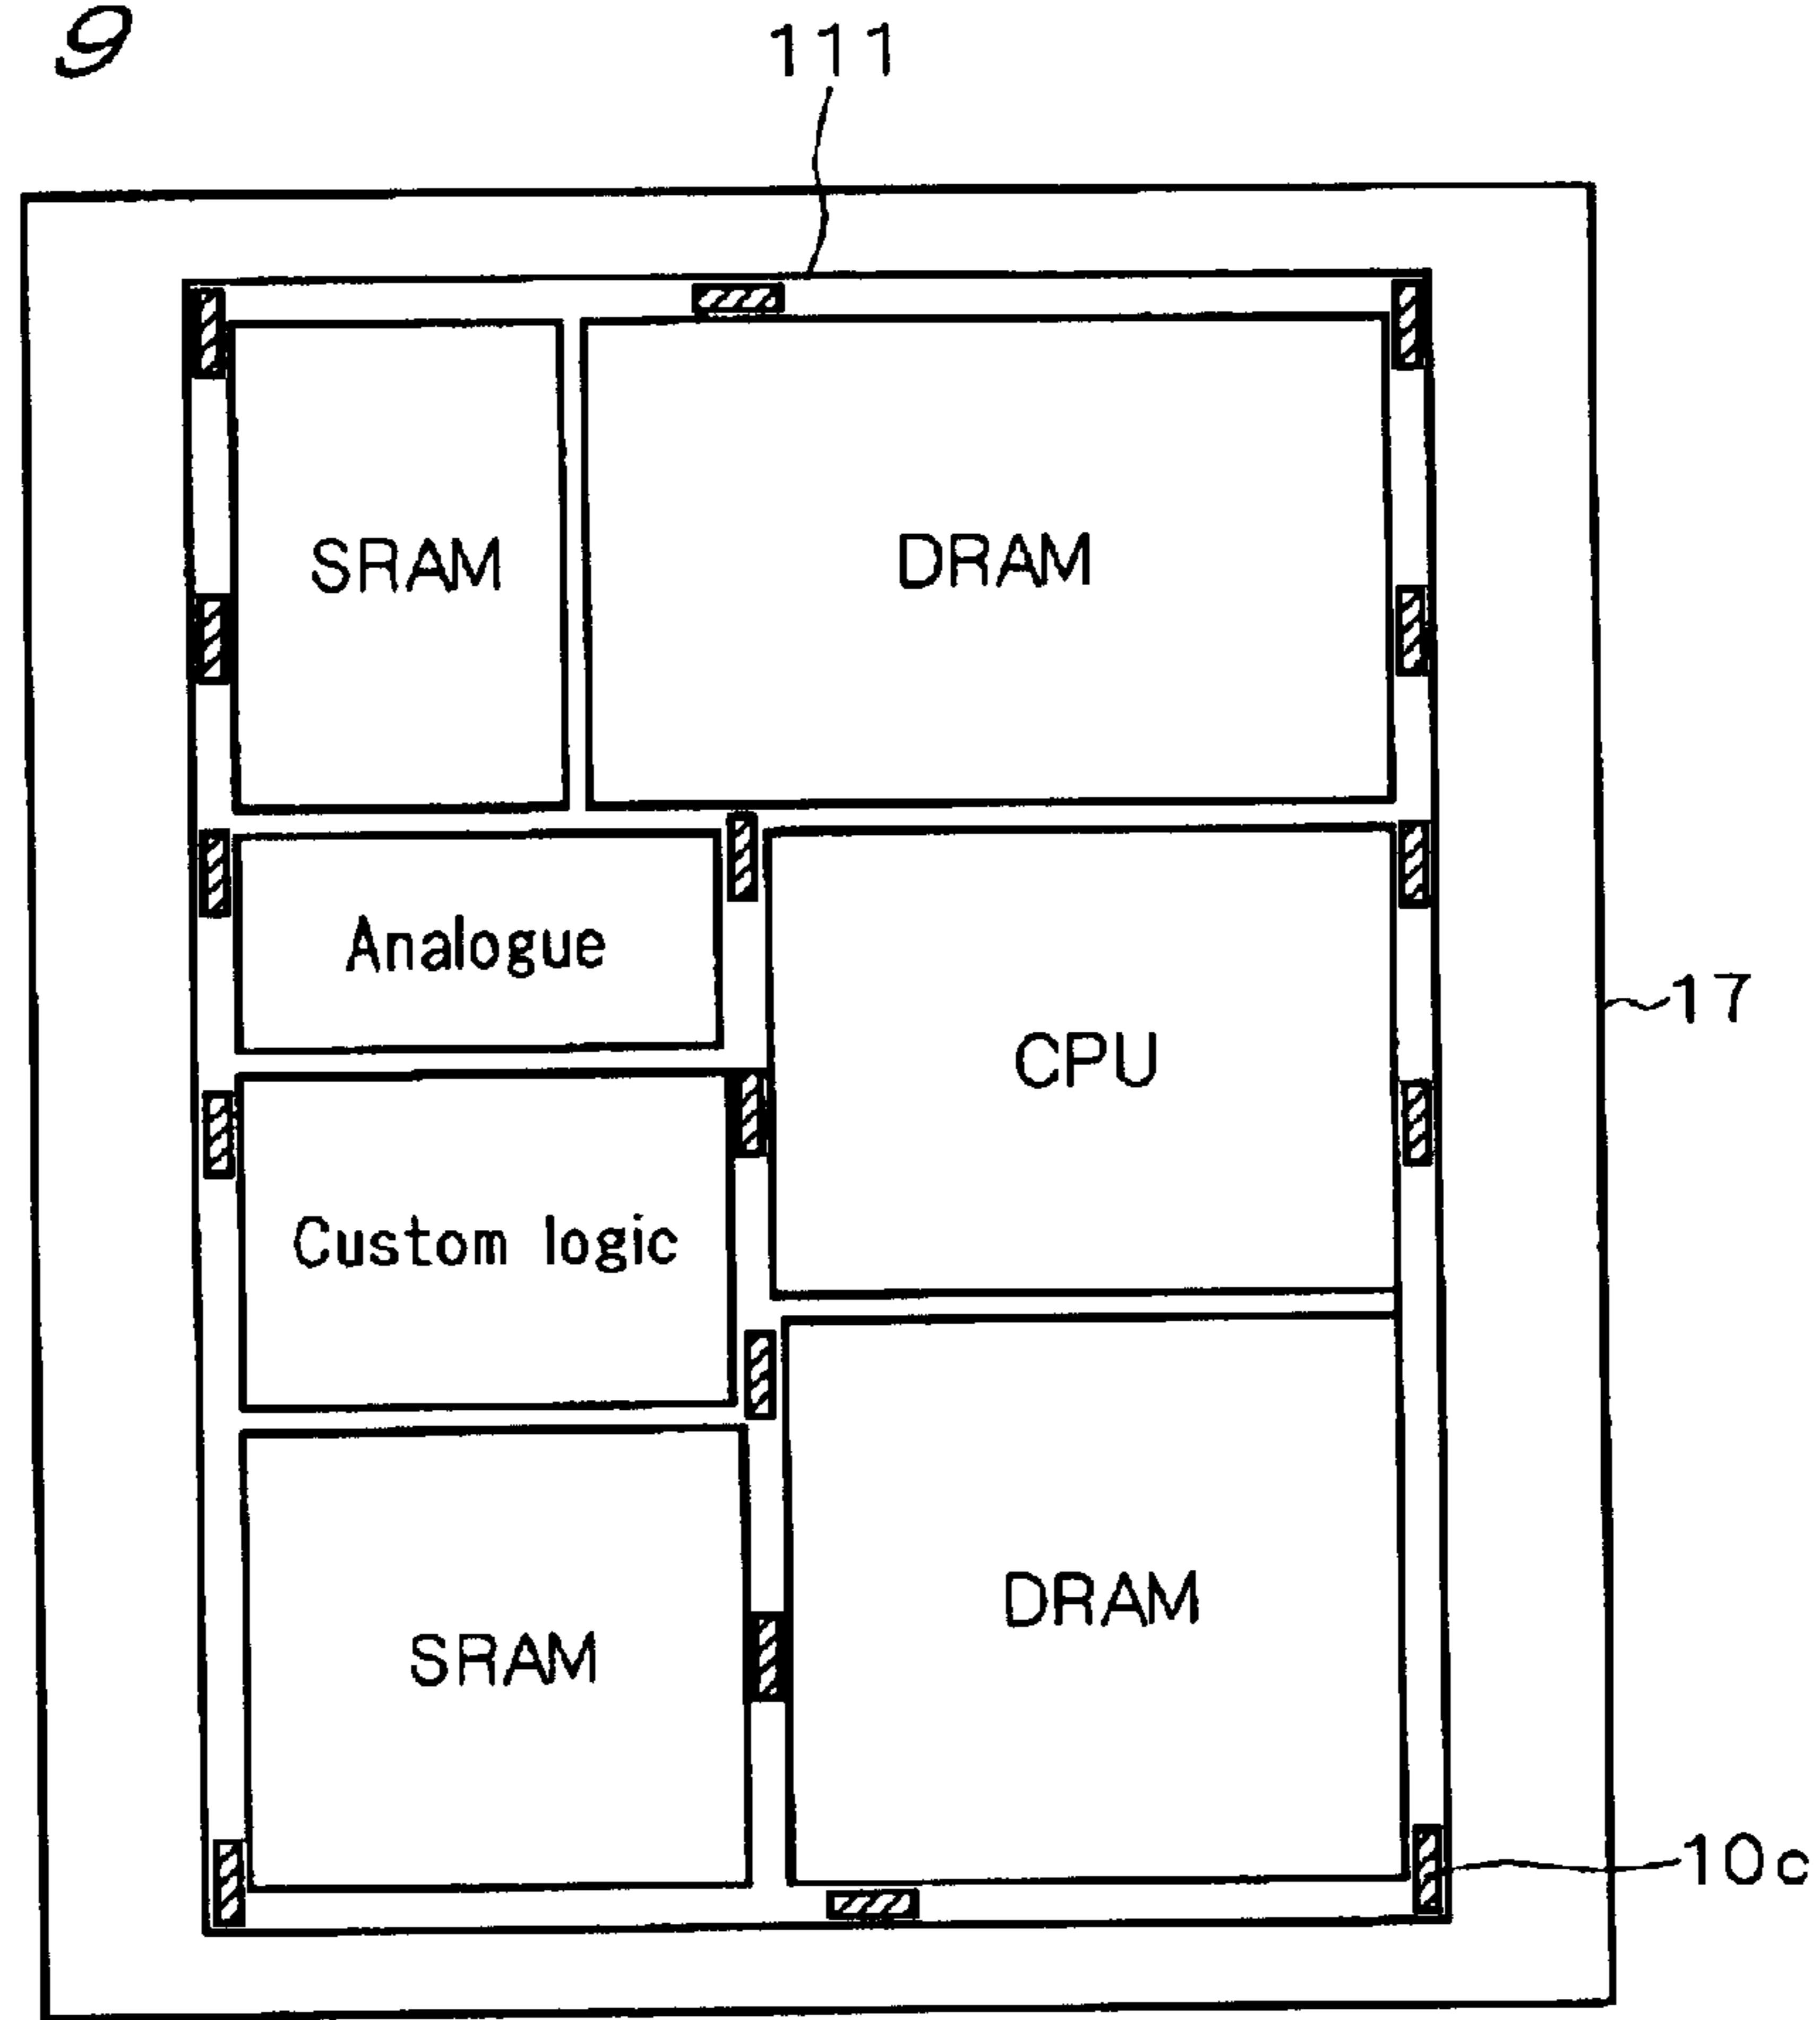 9
111
SRAM
DRAM
Analogue
17
CPU
Custom logic
DRAM
SRAM
10c